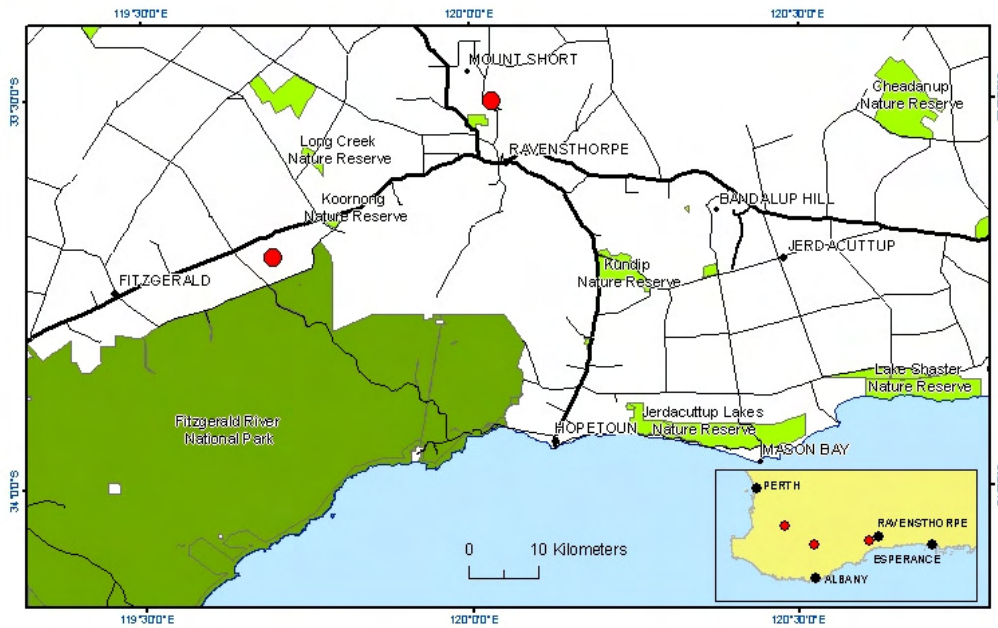 119°30'0"E
120°0'0"E
120°30'0"E
MOUNT SHORT
33°30'0"S
Cheadanup
Nature Reserve
Long Creek
Nature Reserve
RAVENSTHORPE
Koornong
Nature Reserve
BANDALUP HILL
JERDACUTTUP
Kundip
Nature Reserve
FITZGERALD
Lake Shaster
Nature Reserve
Jerdacuttup Lakes
Nature Reserve
Fitzgerald River
National Park
HOPETOUN
MASON BAY
34°0'0"S
PERTH
RAVENSTHORPE
ESPERANCE
ALBANY
0 10 Kilometers
119°30'0"E
120°0'0"E
120°30'0"E